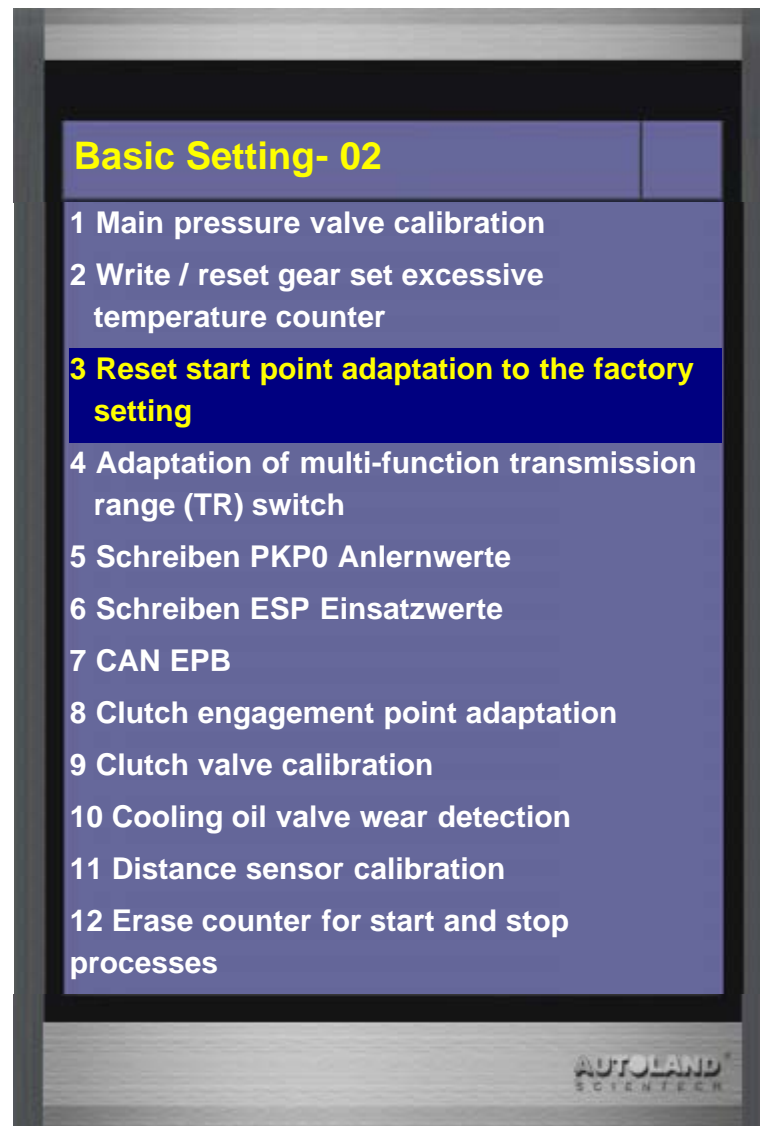 Basic Setting- 02
1 Main pressure valve calibration
2 Write / reset gear set excessive
temperature counter
3 Reset start point adaptation to the factory
setting
4 Adaptation of multi-function transmission
range (TR) switch
5 Schreiben PKP0 Anlernwerte
6 Schreiben ESP Einsatzwerte
7 CAN EPB
8 Clutch engagement point adaptation
9 Clutch valve calibration
10 Cooling oil valve wear detection
11 Distance sensor calibration
12 Erase counter for start and stop
processes
AUTOLAND
SCIENTECH